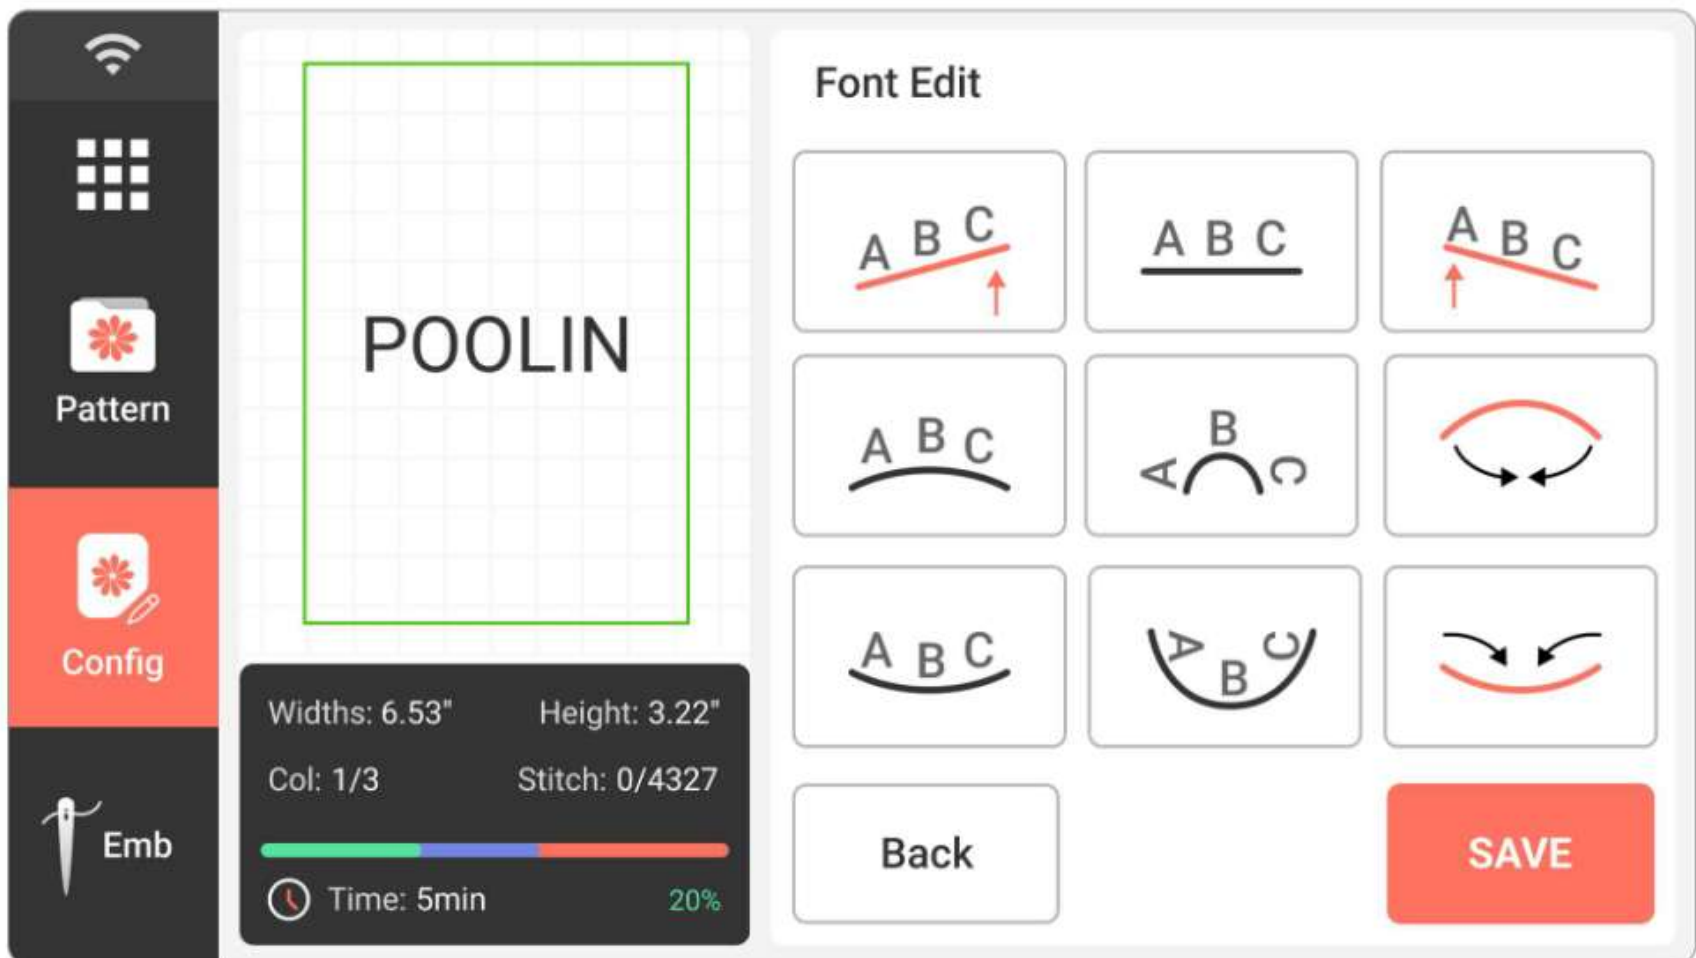 Pattern
Config
Emb
POOLIN
Widths: 6.53" Height: 3.22"
Col: 1/3 Stitch: 0/4327
Time: 5min 20%
Font Edit
A B C
A B C
A B C
A B C
A B C
A B C
A B C
Back
SAVE